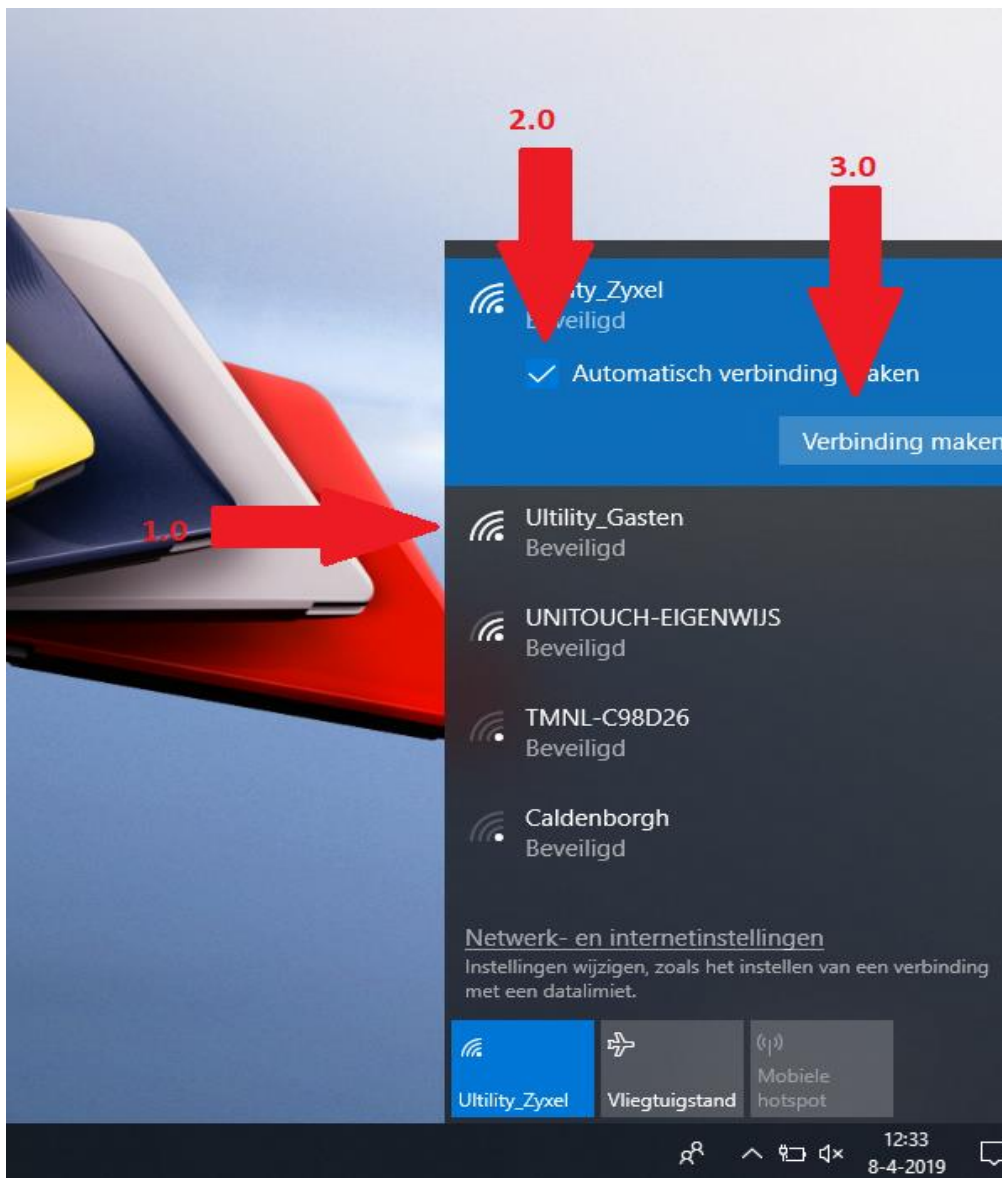 2.0
3.0
ty_Zyxel
veiligd
Automatisch verbinding aken
Verbinding maken
1.0
Ultility_Gasten
Beveiligd
UNITOUCH-EIGENWIJS
Beveiligd
TMNL-C98D26
Beveiligd
Caldenborgh
Beveiligd
Netwerk- en internetinstellingen
Instellingen wijzigen, zoals het instellen van een verbinding
met een datalimiet.
Ultility_Zyxel
Vliegtuigstand
Mobiele
hotspot
12:33
8-4-2019